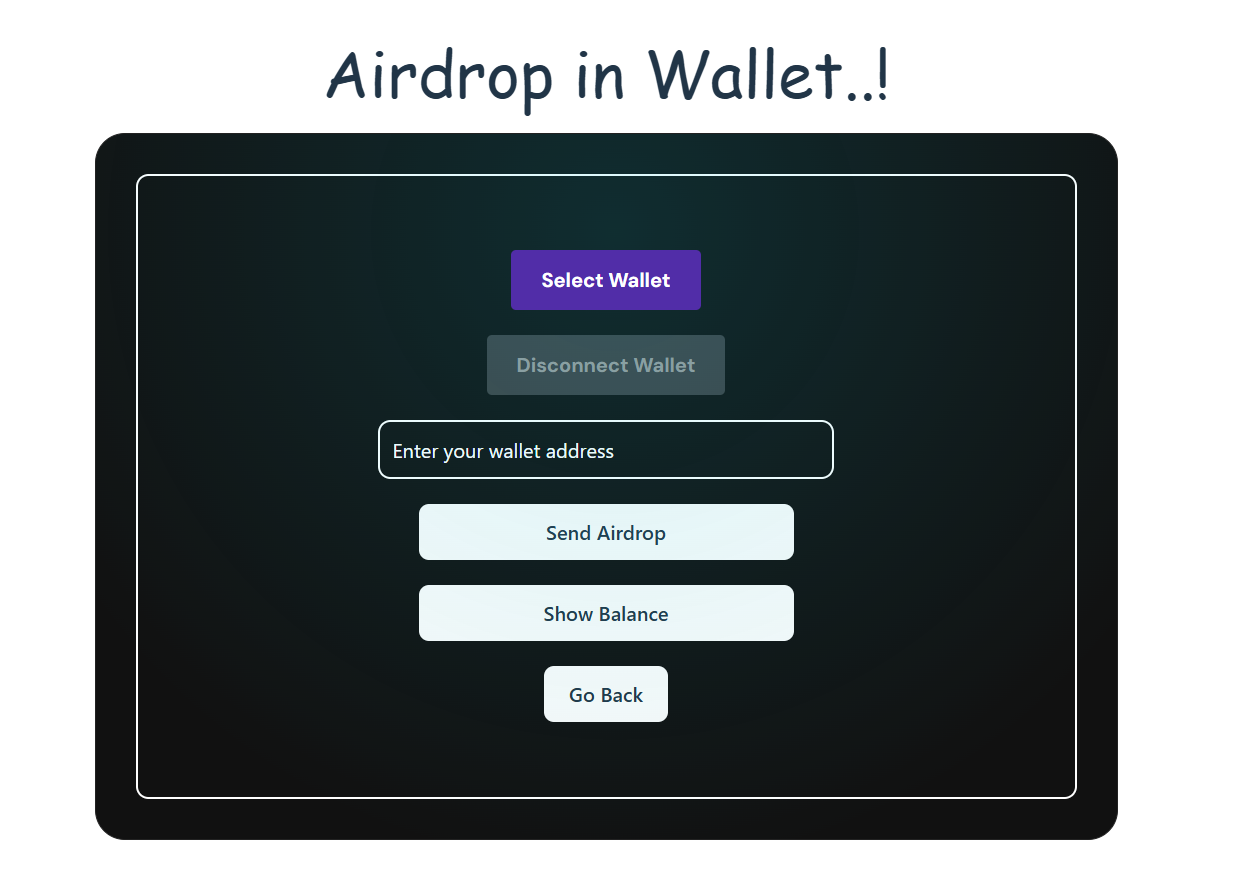 Airdrop in Wallet..!
Select Wallet
Disconnect Wallet
Enter your wallet address
Send Airdrop
Show Balance
Go Back